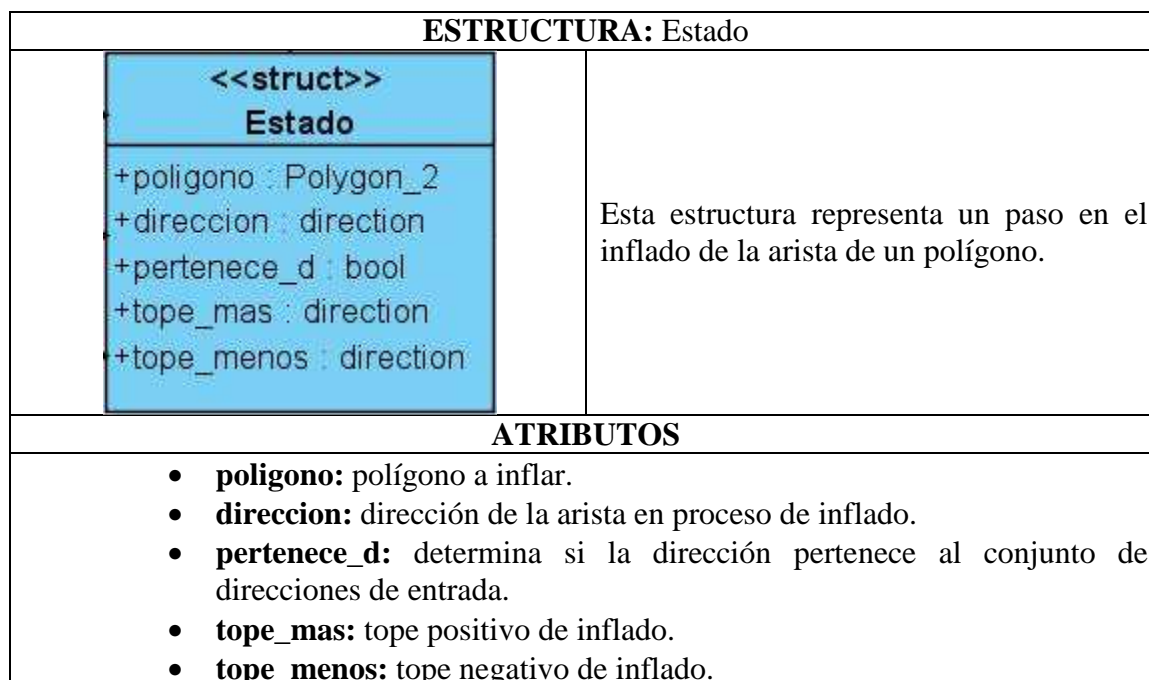 ESTRUCTURA: Estado
<<struct>>
Estado
+poligono : Polygon_2
+direccion : direction
+pertenece_d : bool
+tope_mas : direction
+tope_menos : direction
Esta estructura representa un paso en el
inflado de la arista de un polígono.
ATRIBUTOS
• poligono: polígono a inflar.
• direccion: dirección de la arista en proceso de inflado.
• pertenece_d: determina si la dirección pertenece al conjunto de
direcciones de entrada.
• tope_mas: tope positivo de inflado.
• tope_menos: tope negativo de inflado.